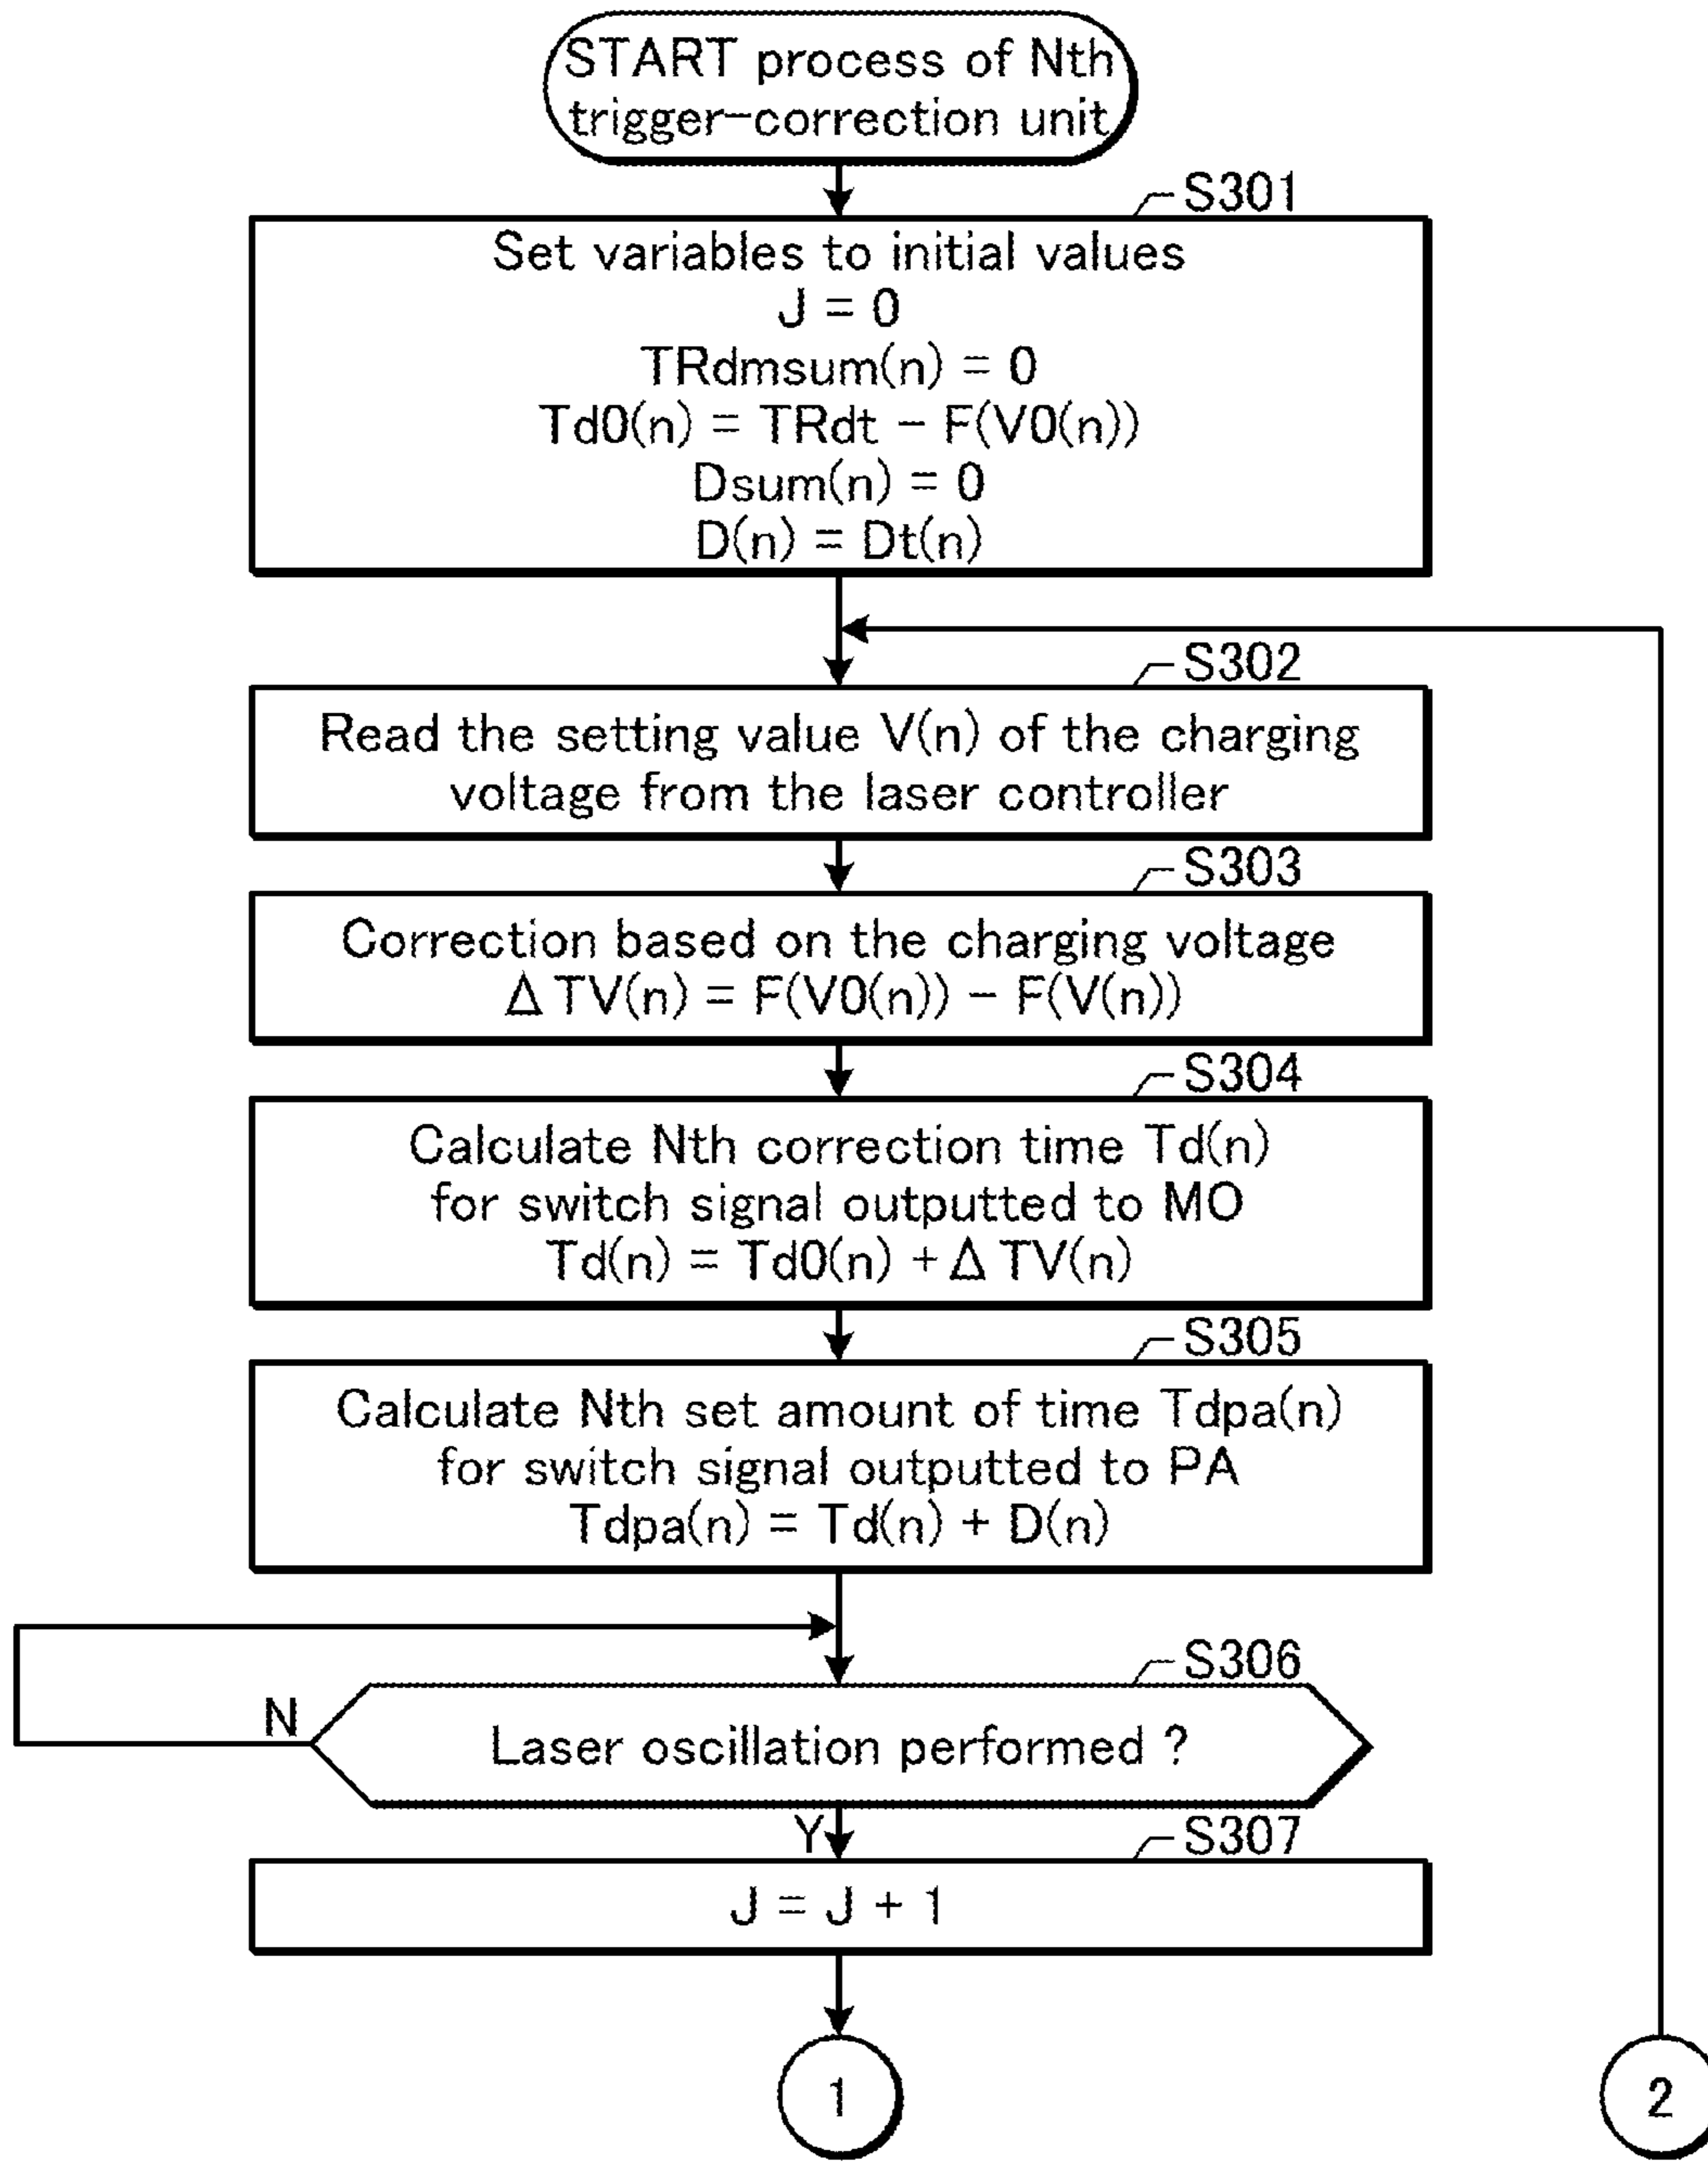 START process of Nth
trigger-correction unit
S301
Set variables to initial values
J = 0
TRdmsum(n) = 0
Td0(n) = TRdt - F(V0(n))
Dsum(n) = 0
D(n) = Dt(n)
S302
Read the setting value V(n) of the charging
voltage from the laser controller
S303
Correction based on the charging voltage
Δ TV(n) = F(V0(n)) - F(V(n))
S304
Calculate Nth correction time Td(n)
for switch signal outputted to MO
Td(n) = Td0(n) + Δ TV(n)
S305
Calculate Nth set amount of time Tdpa(n)
for switch signal outputted to PA
Tdpa(n) = Td(n) + D(n)
S306
N
Laser oscillation performed ?
Y
S307
J = J + 1
1
2